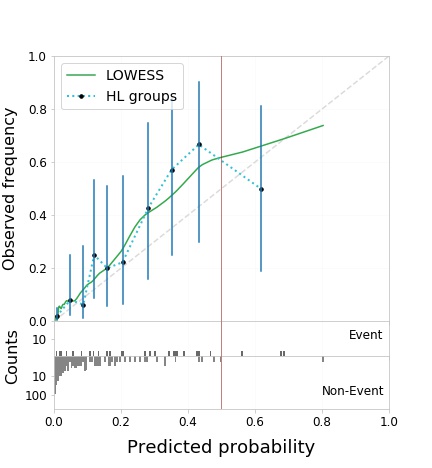 1.0
LOWESS
HL groups
0.8
0.6
0.4
0.2
0.0
Observed frequency
10
Event
10
Non-Event
100
Counts
0.0 0.2 0.4 0.6 0.8 1.0
Predicted probability